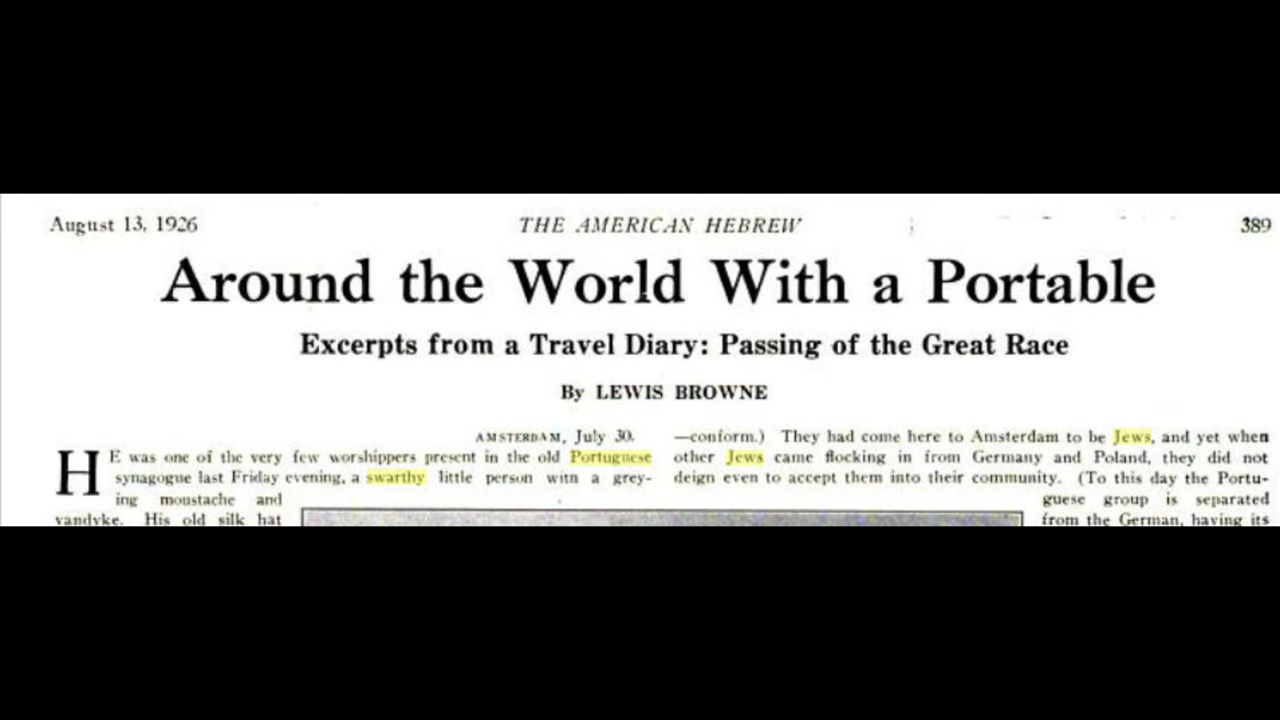 August 13, 1926 THE AMERICAN HEBREW 389
Around the World With a Portable
Excerpts from a Travel Diary: Passing of the Great Race
By LEWIS BROWNE
AMSTERDAM, July 30.
HE was one of the very few worshippers present in the old Portuguese
synagogue last Friday evening, a swarthy little person with a grey-
ing moustache and
vandyke. His old silk hat
—conform.) They had come here to Amsterdam to be Jews, and yet when
other Jews came flocking in from Germany and Poland, they did not
deign even to accept them into their community. (To this day the Portu-
guese group is separated
from the German, having its